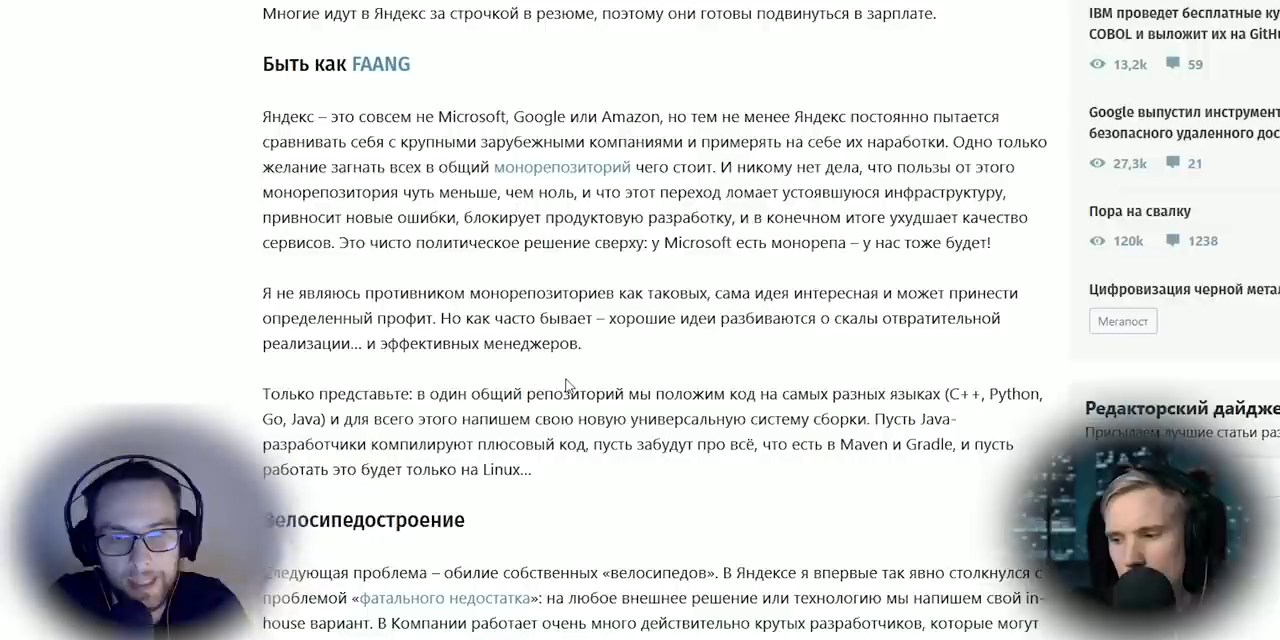 Многие идут в Яндекс за строчкой в резюме, поэтому они готовы подвинуться в зарплате.
Быть как FAANG
Яндекс – это совсем не Microsoft, Google или Amazon, но тем не менее Яндекс постоянно пытается
сравнивать себя с крупными зарубежными компаниями и примерять на себе их наработки. Одно только
желание загнать всех в общий монорепозиторий чего стоит. И никому нет дела, что пользы от этого
монорепозитория чуть меньше, чем ноль, и что этот переход ломает устоявшуюся инфраструктуру,
привносит новые ошибки, блокирует продуктовую разработку, и в конечном итоге ухудшает качество
сервисов. Это чисто политическое решение сверху: у Microsoft есть монорепа – у нас тоже будет!
Я не являюсь противником монорепозиториев как таковых, сама идея интересная и может принести
определенный профит. Но как часто бывает – хорошие идеи разбиваются о скалы отвратительной
реализации... и эффективных менеджеров.
Только представьте: в один общий репозиторий мы положим код на самых разных языках (C++, Python,
Go, Java) и для всего этого напишем свою новую универсальную систему сборки. Пусть Java-
разработчики компилируют плюсовый код, пусть забудут про всё, что есть в Maven и Gradle, и пусть
работать это будет только на Linux...
Велосипедостроение
Следующая проблема – обилие собственных «велосипедов». В Яндексе я впервые так явно столкнулся с
проблемой «фатального недостатка»: на любое внешнее решение или технологию мы напишем свой in-
house вариант. В Компании работает очень много действительно крутых разработчиков, которые могут
IBM проведет бесплатные
COBOL и выложит их на
13,2k 59
Google выпустил
безопасного удаленного
27,3k 21
Пора на свалку
120k 1238
Цифровизация черной
Мегапост
Редакторский
Присылаем лучшие статьи